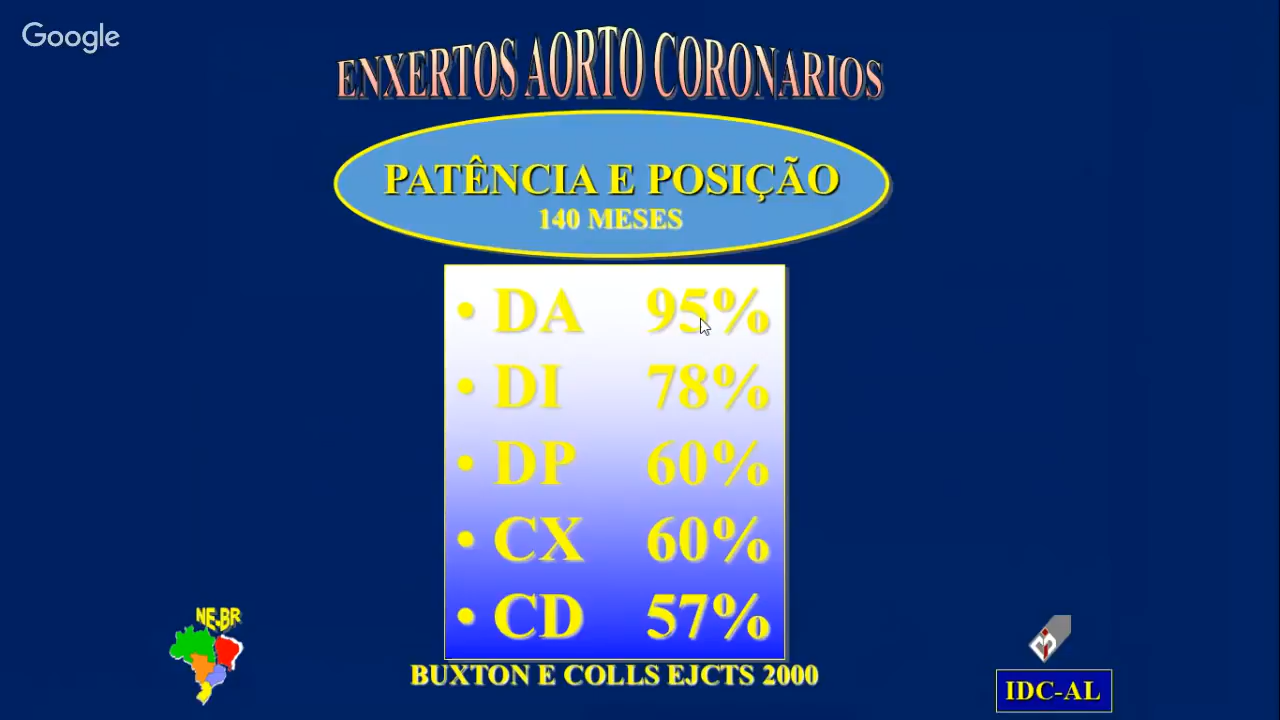 Google
ENXERTOS AORTO CORONARIOS
PATÊNCIA E POSIÇÃO
140 MESES
• DA 95%
• DI 78%
• DP 60%
• CX 60%
• CD 57%
BUXTON E COLLS EJCTS 2000
NE-BR
IDC-AL